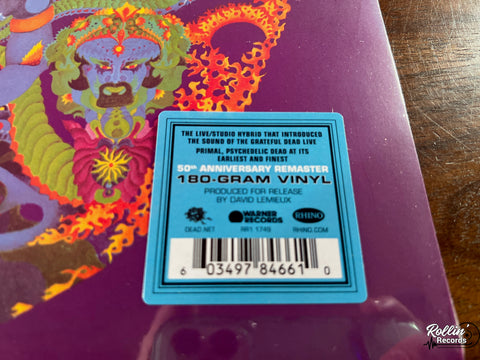 THE LIVE/STUDIO HYBRID THAT INTRODUCED
THE SOUND OF THE GRATEFUL DEAD LIVE
PRIMAL, PSYCHEDELIC DEAD AT ITS
EARLIEST AND FINEST
50th ANNIVERSARY REMASTER
180-GRAM VINYL
PRODUCED FOR RELEASE
BY DAVID LEMIEUX
WARNER
RECORDS
RHINO
DEAD.NET RR1 1749 RHINO.COM
6 03497 84661 0
Rollin'
Records